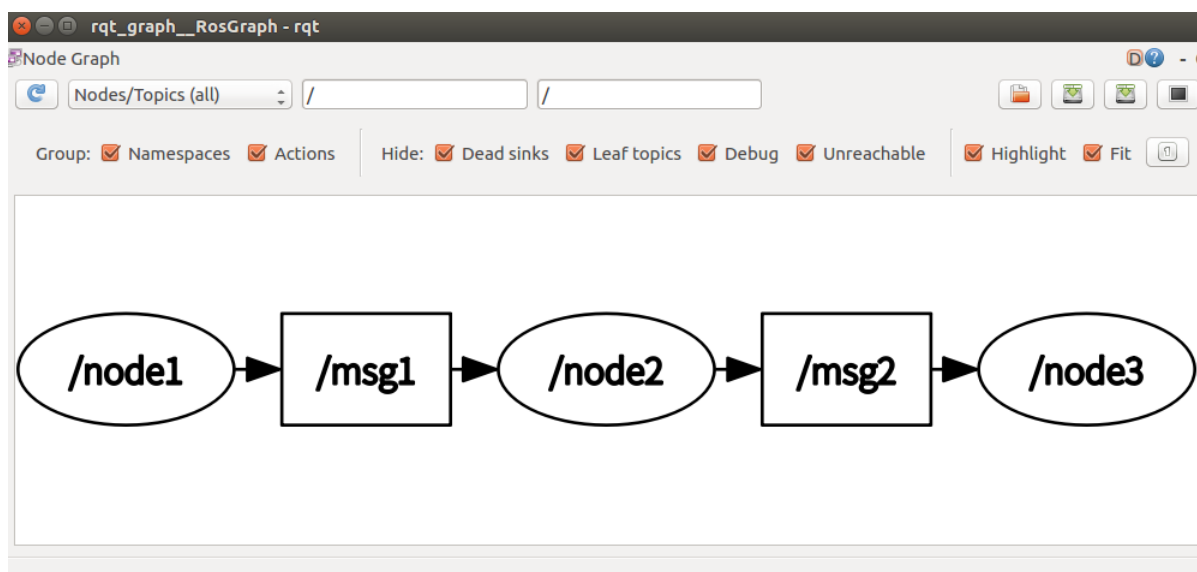 rqt_graph__RosGraph - rqt
Node Graph D ? -
Nodes/Topics (all) / /
Group: Namespaces Actions Hide: Dead sinks Leaf topics Debug Unreachable Highlight Fit
/node1 /msg1 /node2 /msg2 /node3